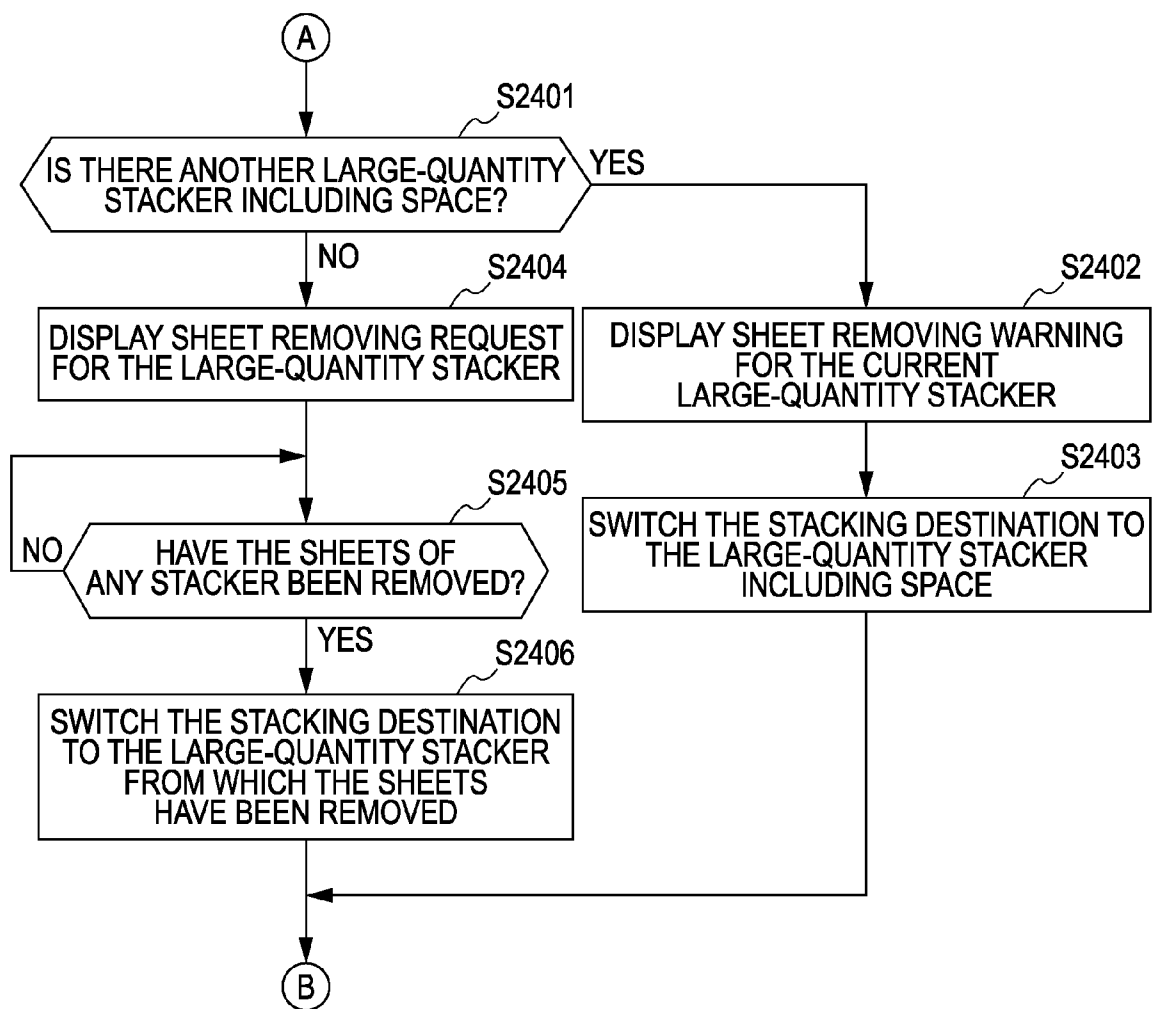 A
S2401
IS THERE ANOTHER LARGE-QUANTITY
STACKER INCLUDING SPACE?
YES
NO
S2404
DISPLAY SHEET REMOVING REQUEST
FOR THE LARGE-QUANTITY STACKER
S2402
DISPLAY SHEET REMOVING WARNING
FOR THE CURRENT
LARGE-QUANTITY STACKER
S2405
HAVE THE SHEETS OF
ANY STACKER BEEN REMOVED?
NO
YES
S2403
SWITCH THE STACKING DESTINATION TO
THE LARGE-QUANTITY STACKER
INCLUDING SPACE
S2406
SWITCH THE STACKING DESTINATION
TO THE LARGE-QUANTITY STACKER
FROM WHICH THE SHEETS
HAVE BEEN REMOVED
B